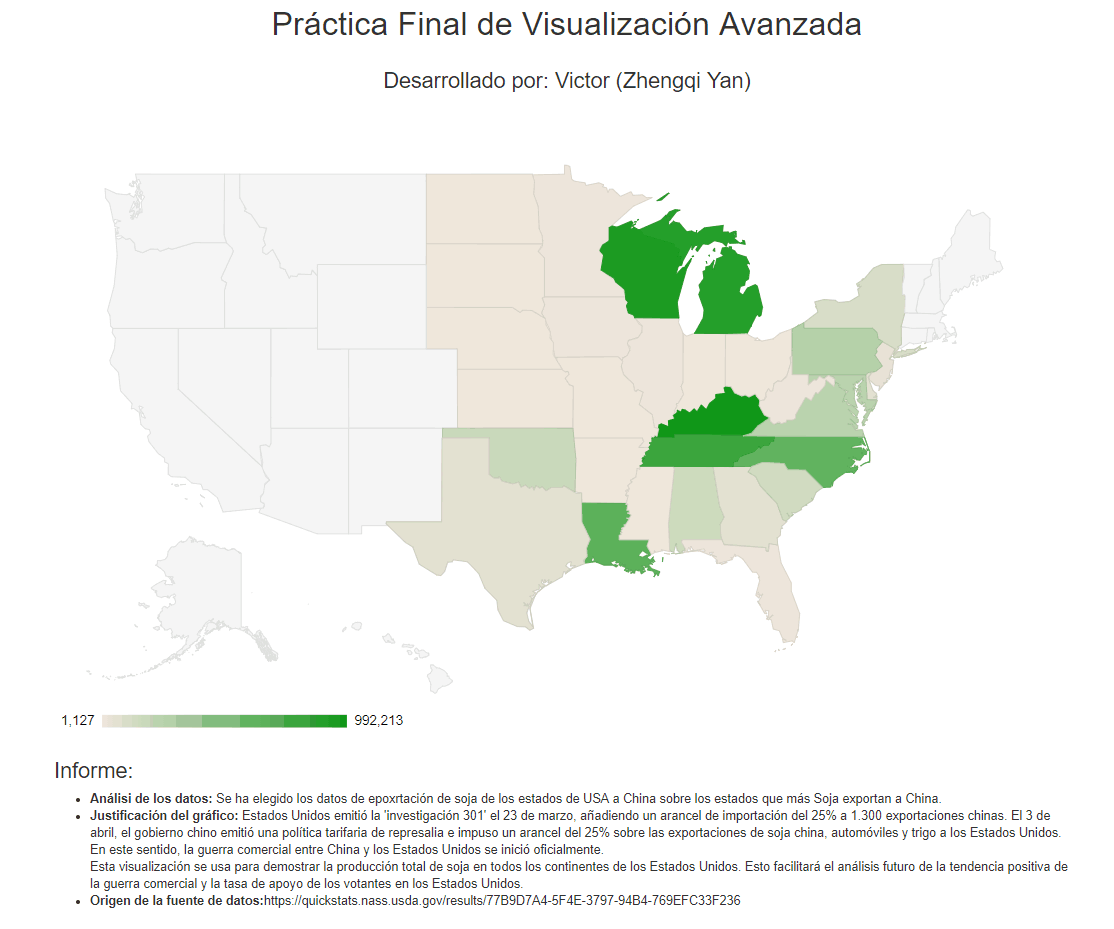 Práctica Final de Visualización Avanzada
Desarrollado por: Victor (Zhengqi Yan)
1,127
992,213
Informe:
Análisi de los datos: Se ha elegido los datos de epoxrtación de soja de los estados de USA a China sobre los estados que más Soja exportan a China.
Justificación del gráfico: Estados Unidos emitió la 'investigación 301' el 23 de marzo, añadiendo un arancel de importación del 25% a 1.300 exportaciones chinas. El 3 de
abril, el gobierno chino emitió una política tarifaria de represalia e impuso un arancel del 25% sobre las exportaciones de soja china, automóviles y trigo a los Estados Unidos.
En este sentido, la guerra comercial entre China y los Estados Unidos se inició oficialmente.
Esta visualización se usa para demostrar la producción total de soja en todos los continentes de los Estados Unidos. Esto facilitará el análisis futuro de la tendencia positiva de
la guerra comercial y la tasa de apoyo de los votantes en los Estados Unidos.
Origen de la fuente de datos:https://quickstats.nass.usda.gov/results/77B9D7A4-5F4E-3797-94B4-769EFC33F236